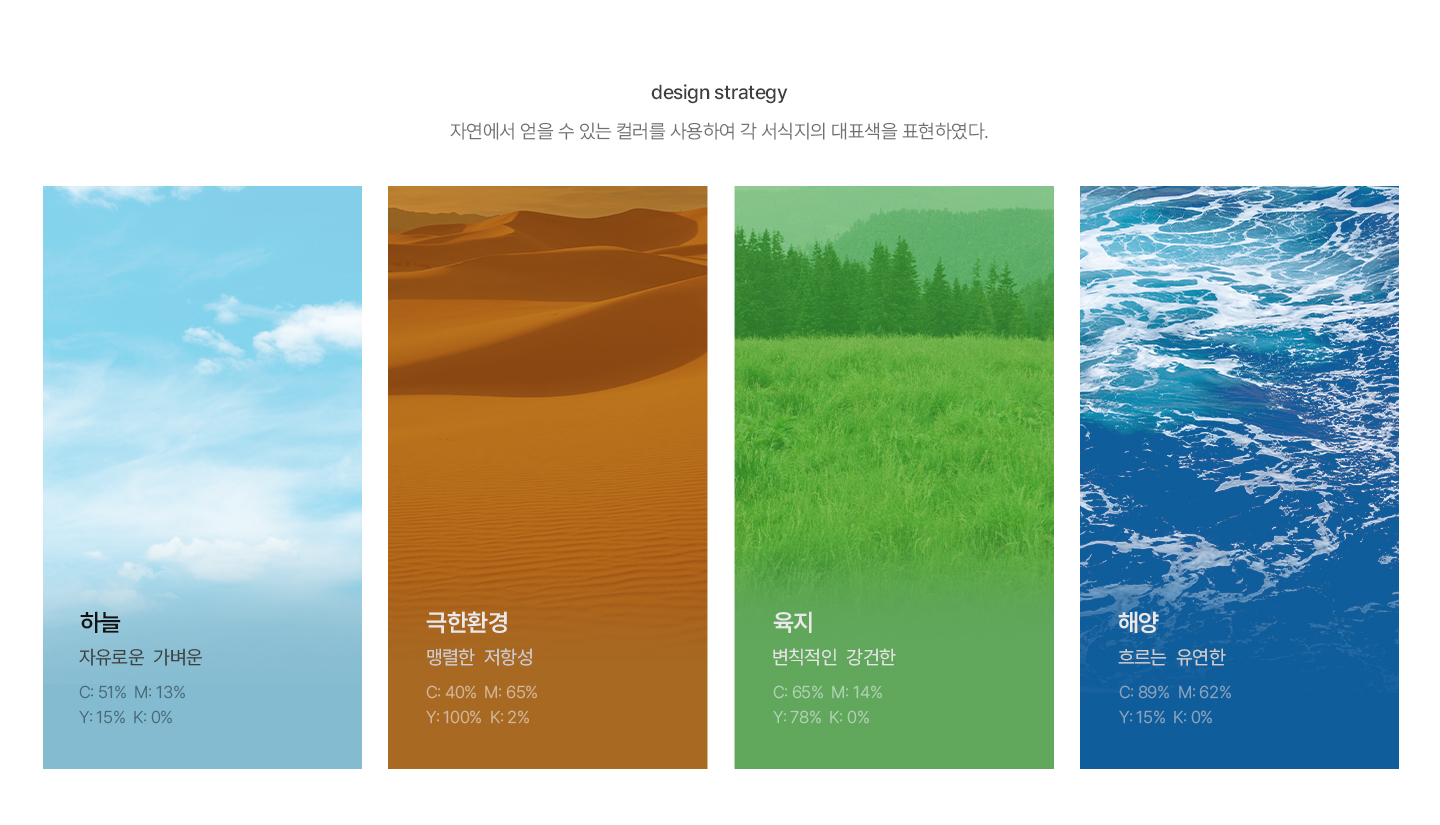 design strategy
자연에서 얻을 수 있는 컬러를 사용하여 각 서식지의 대표색을 표현하였다.
하늘
자유로운 가벼운
C: 51% M: 13%
Y: 15% K: 0%
극한환경
맹렬한 저항성
C: 40% M: 65%
Y: 100% K: 2%
육지
변칙적인 강건한
C: 65% M: 14%
Y: 78% K: 0%
해양
흐르는 유연한
C: 89% M: 62%
Y: 15% K: 0%